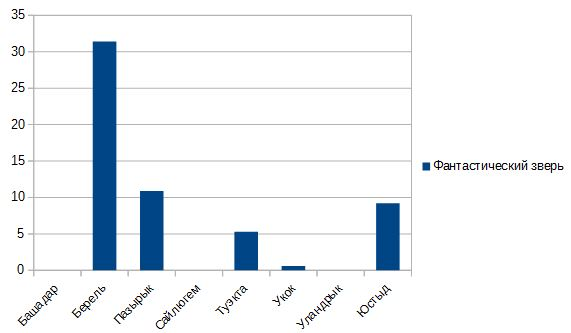 35
30
25
20
15
10
5
0
Башадар
Берель
Пазырык
Сайлюгем
Туэкта
Укок
Уландрык
Юстыд
Фантастический зверь